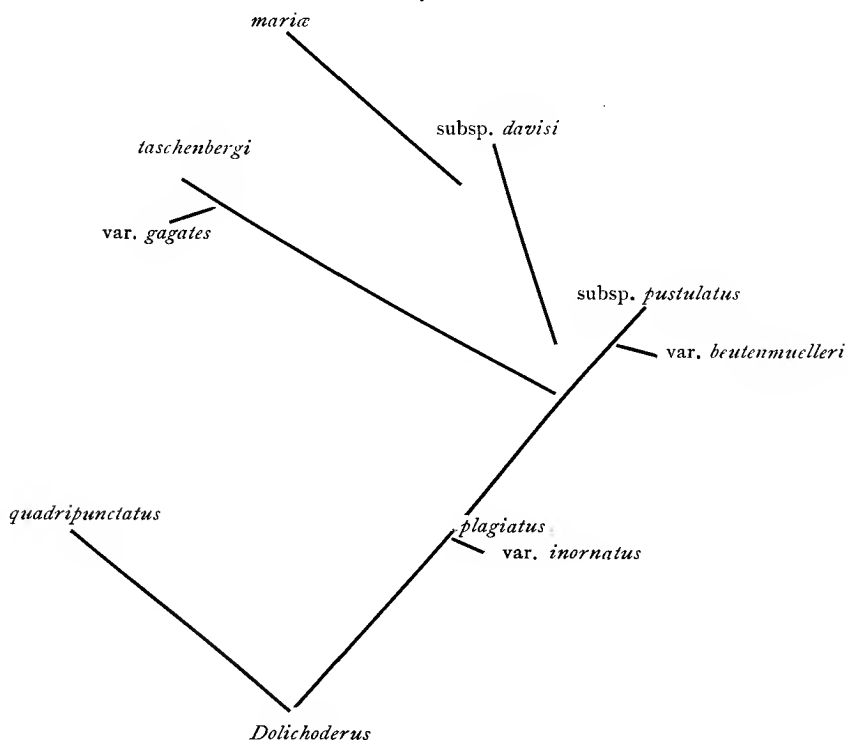 mariæ
subsp. davisi
taschenbergi
var. gagates
subsp. pustulatus
var. beutenmuelleri
quadripunctatus
plagiatus
var. inornatus
Dolichoderus